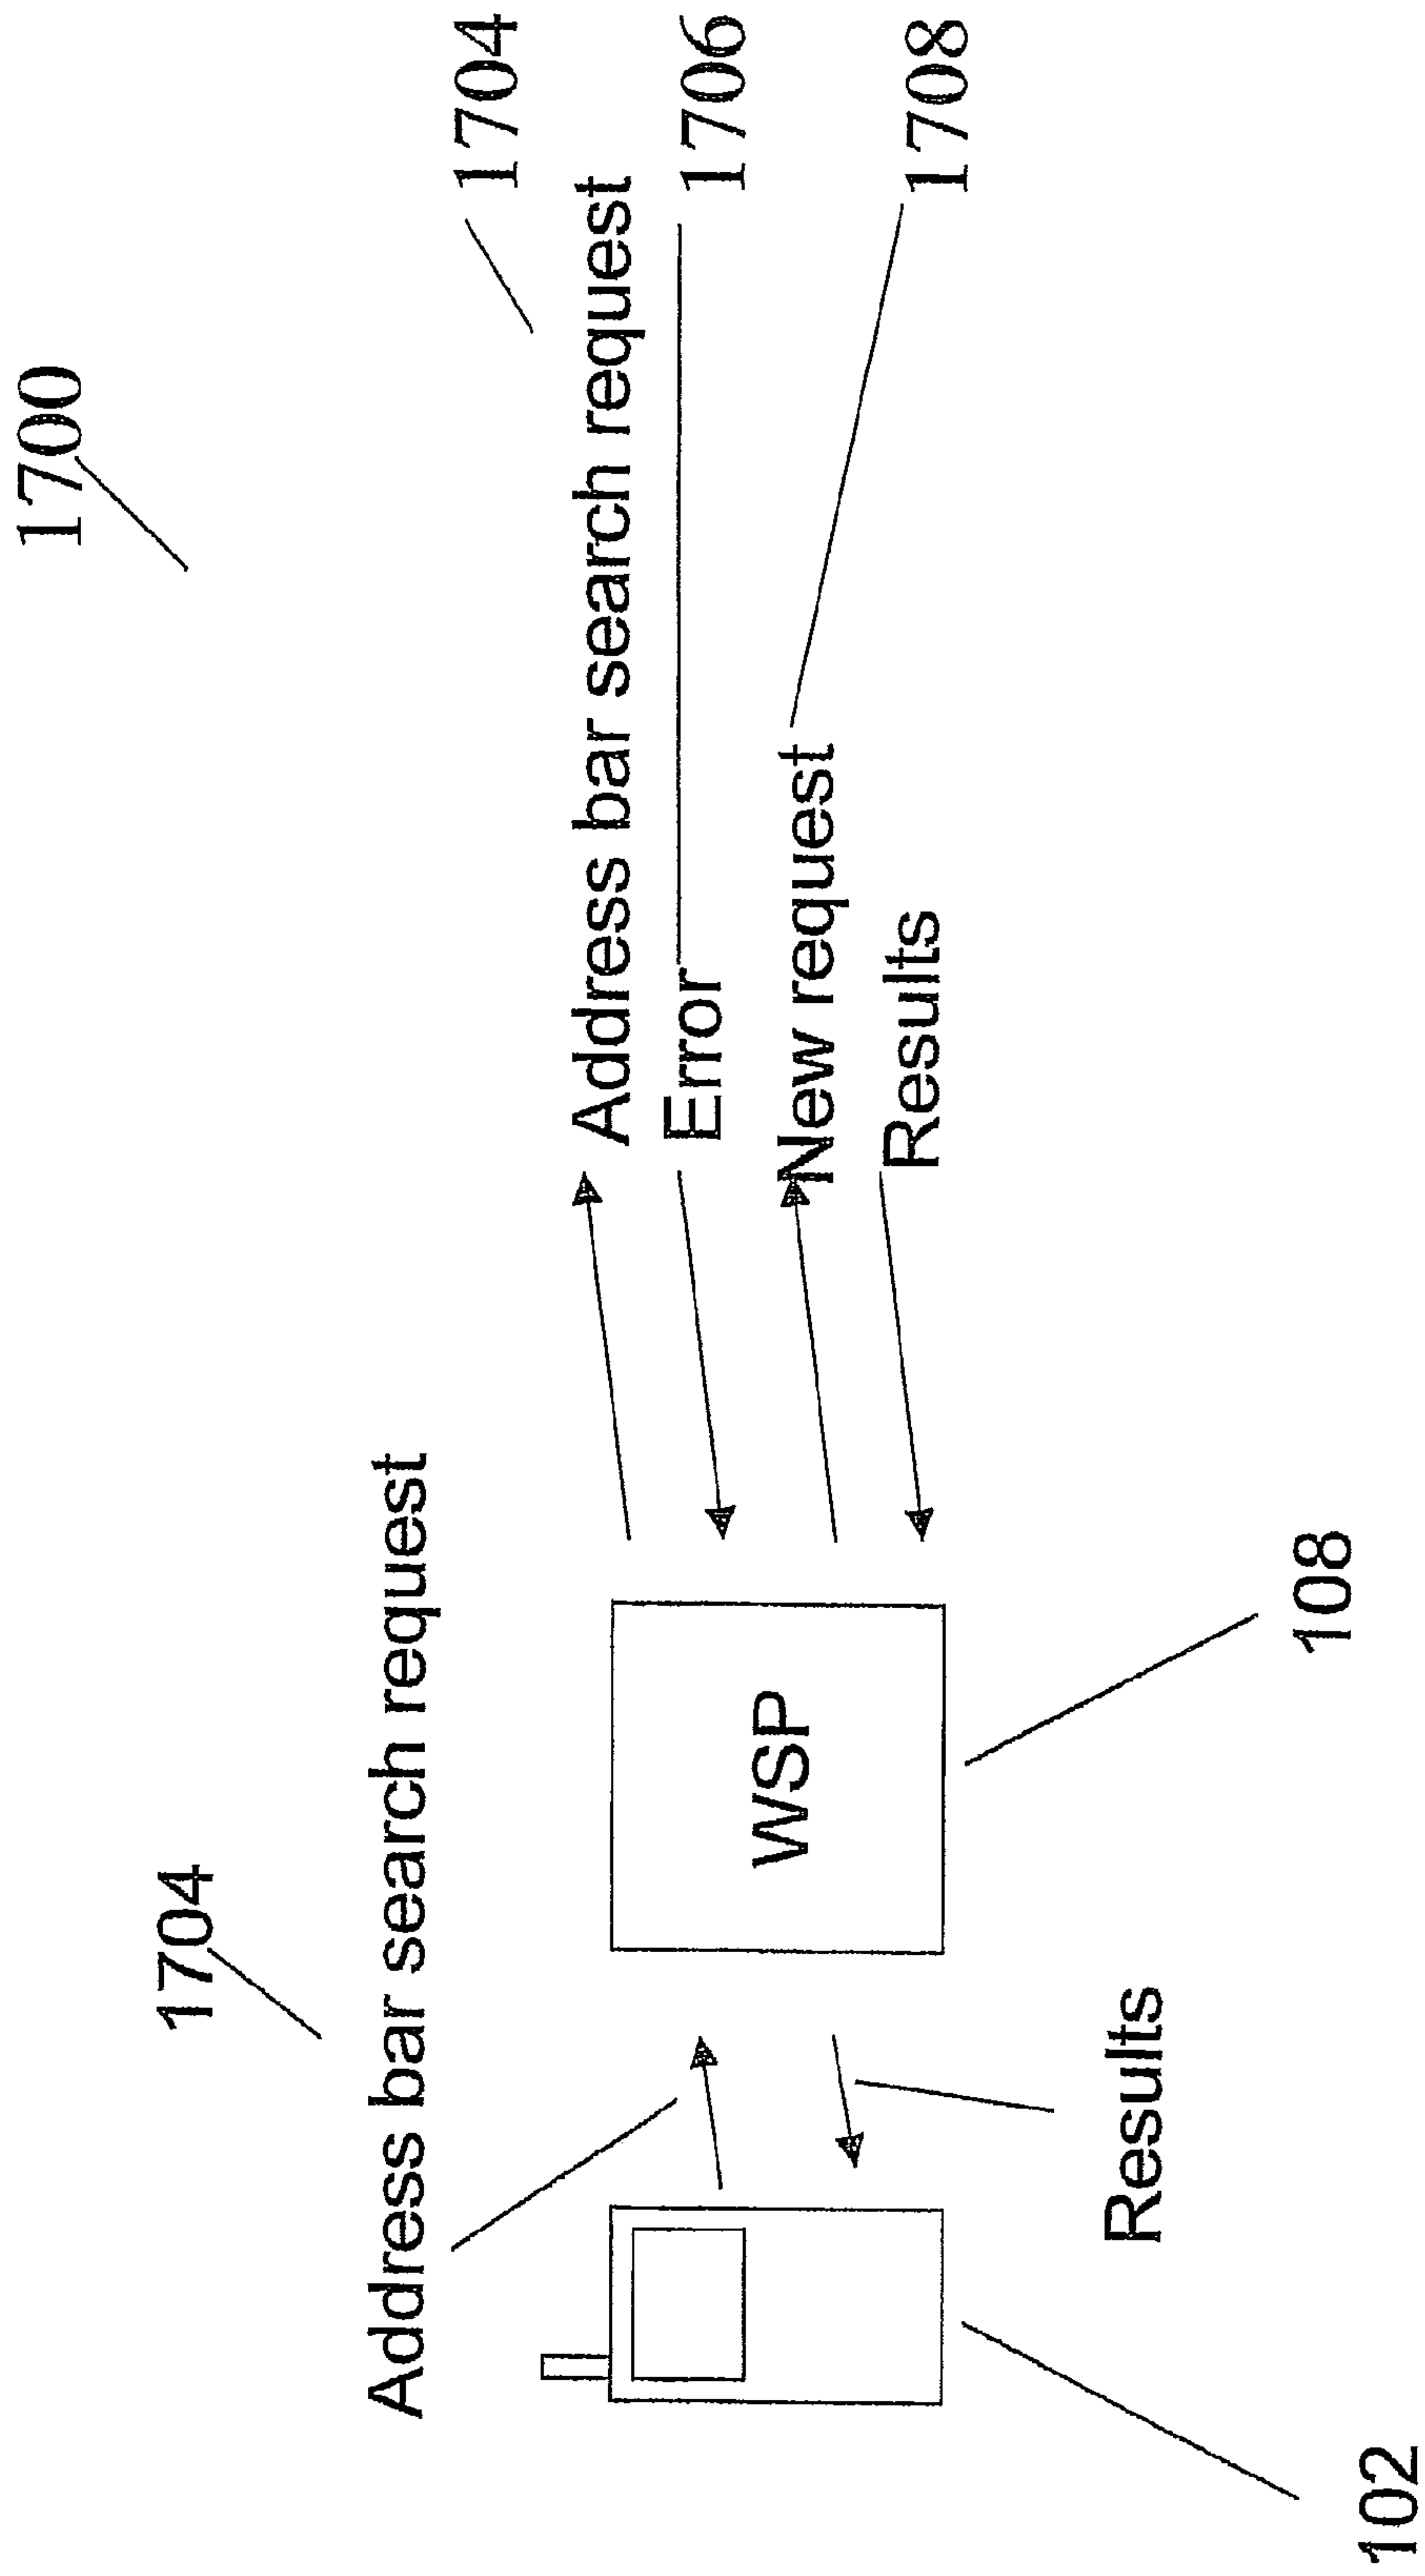 1700
1704
Address bar search request
1704
Address bar search request
1706
Error
WSP
New request
1708
Results
Results
108
102